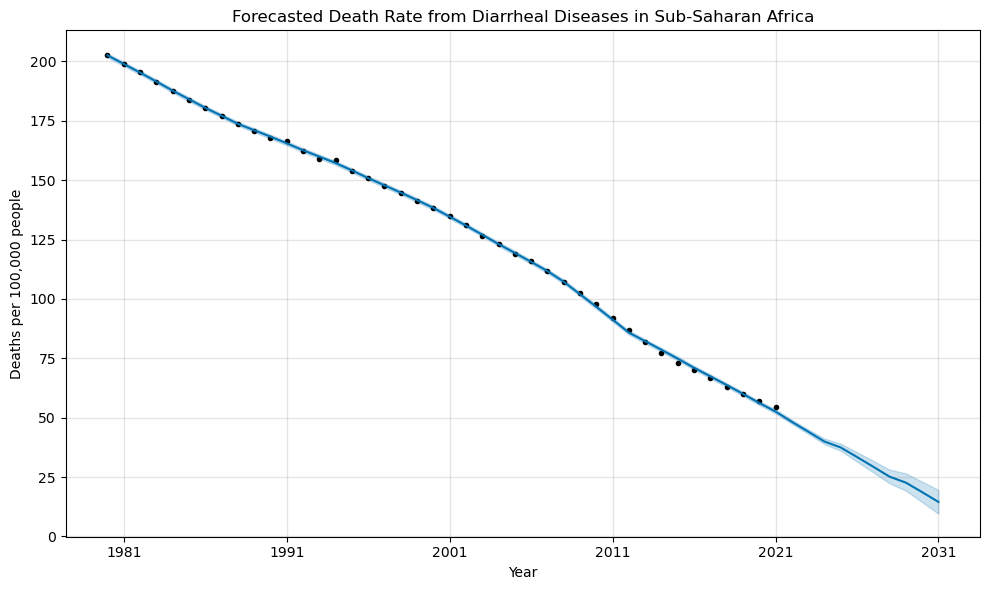 Forecasted Death Rate from Diarrheal Diseases in Sub-Saharan Africa
Deaths per 100,000 people
200
175
150
125
100
75
50
25
0
1981 1991 2001 2011 2021 2031
Year